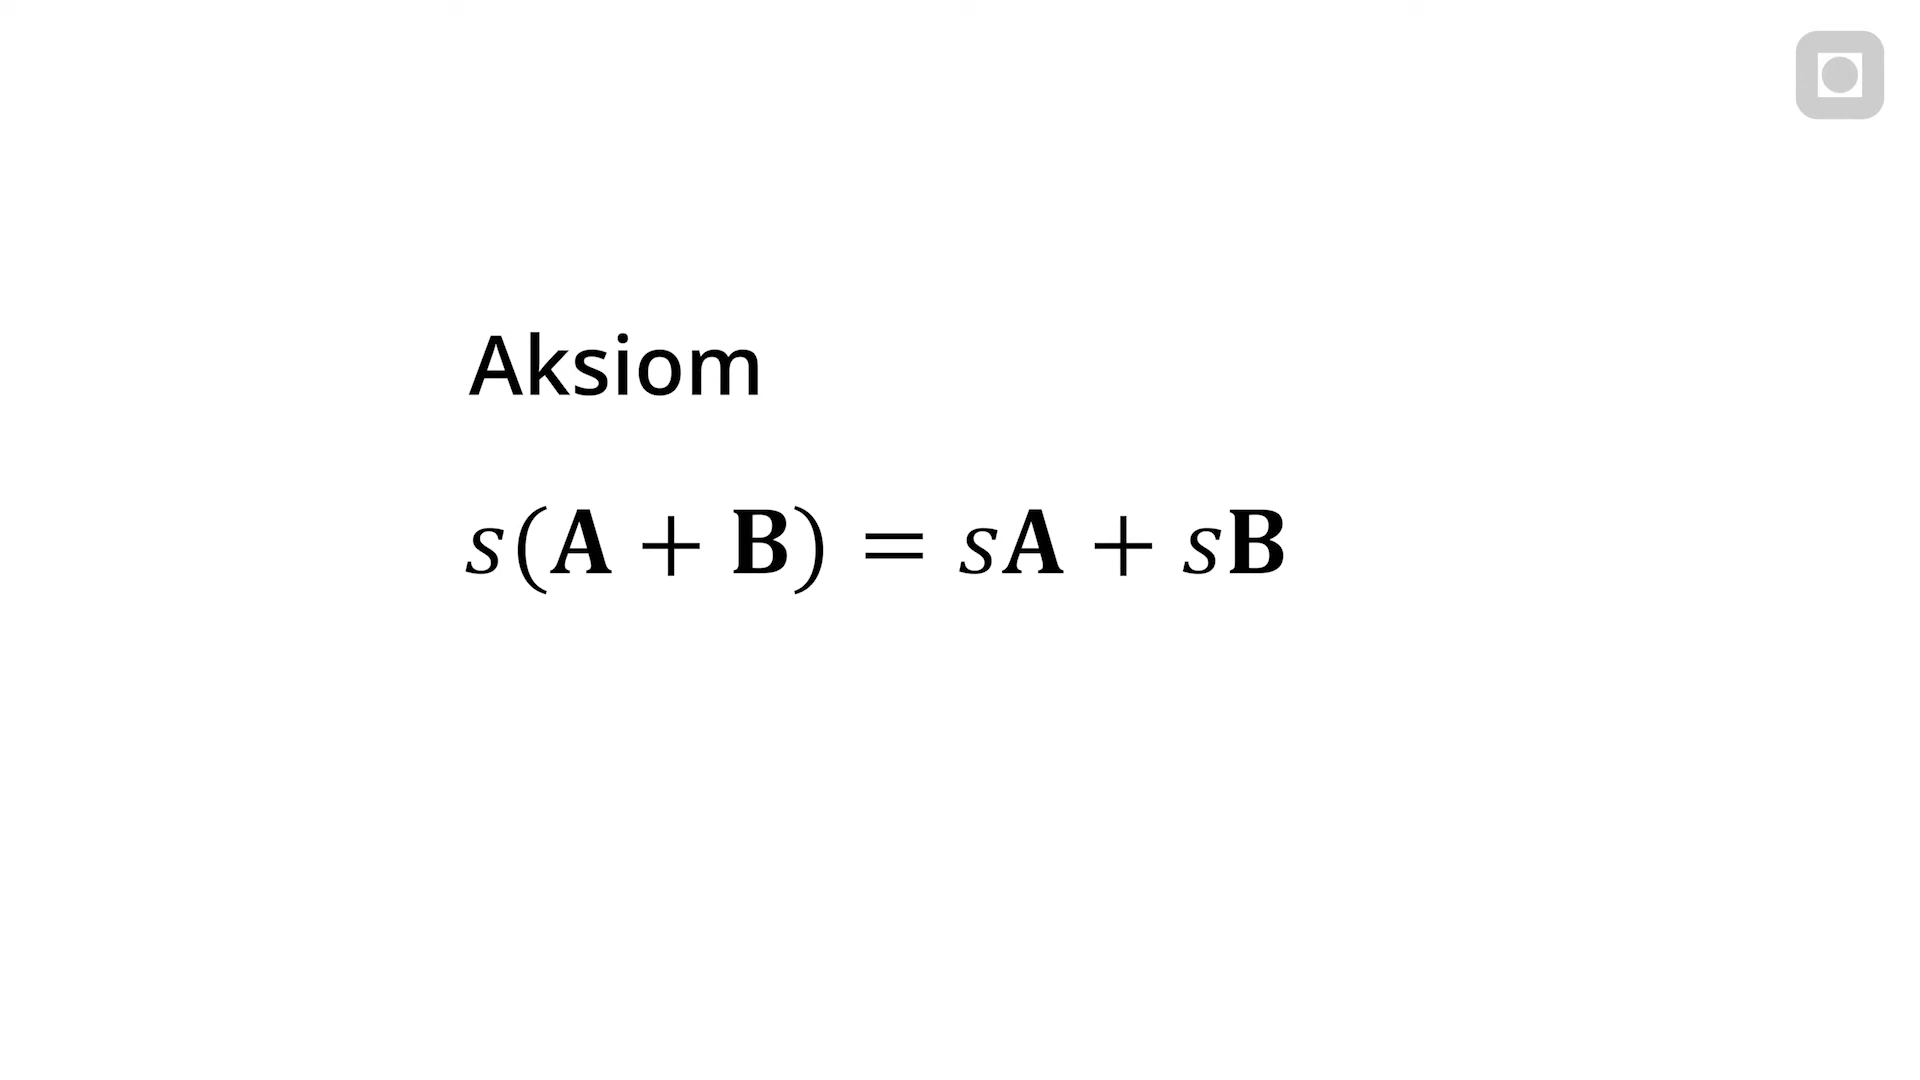 Aksiom
s(A + B) = sA + sB